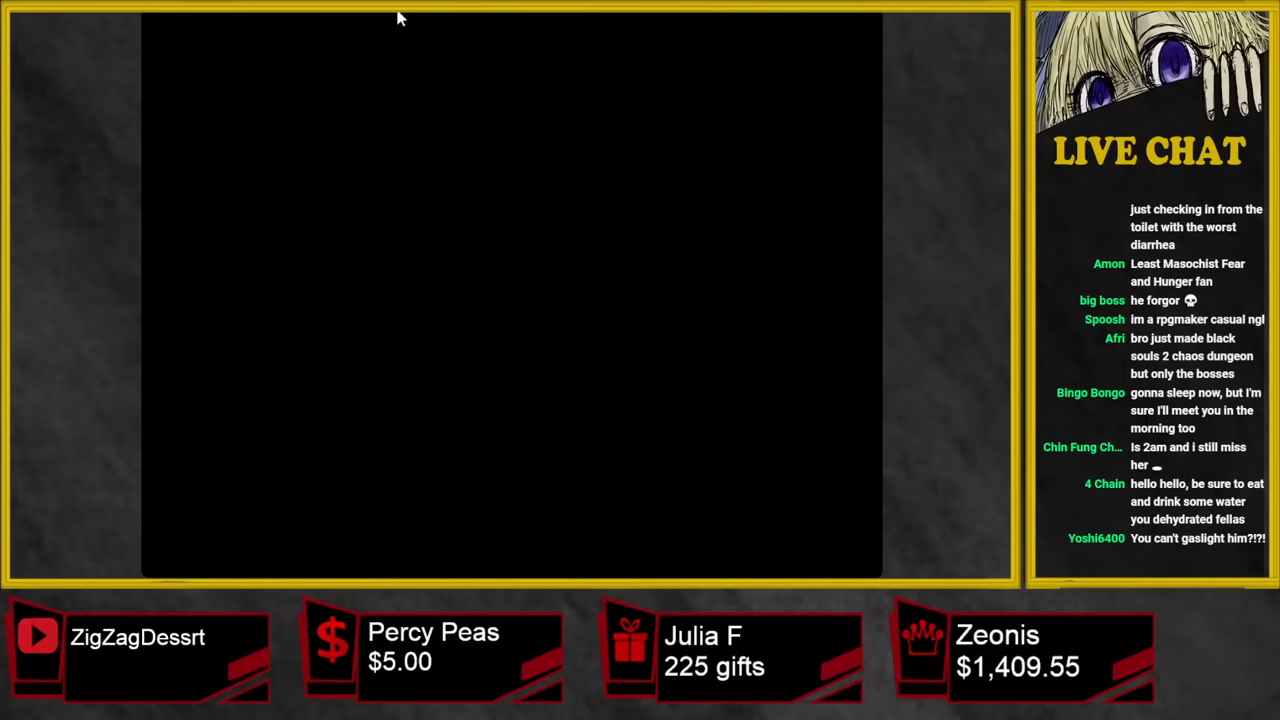 LIVE CHAT
just checking in from the
toilet with the worst
diarrhea
Amon Least Masochist Fear
and Hunger fan
big boss he forgor 💀
Spoosh im a rpgmaker casual ngl
Afri bro just made black
souls 2 chaos dungeon
but only the bosses
Bingo Bongo gonna sleep now, but I'm
sure I'll meet you in the
morning too
Chin Fung Ch... Is 2am and i still miss
her 🕳️
4 Chain hello hello, be sure to eat
and drink some water
you dehydrated fellas
Yoshi6400 You can't gaslight him?!?!
ZigZagDessrt
Percy Peas
$5.00
Julia F
225 gifts
Zeonis
$1,409.55